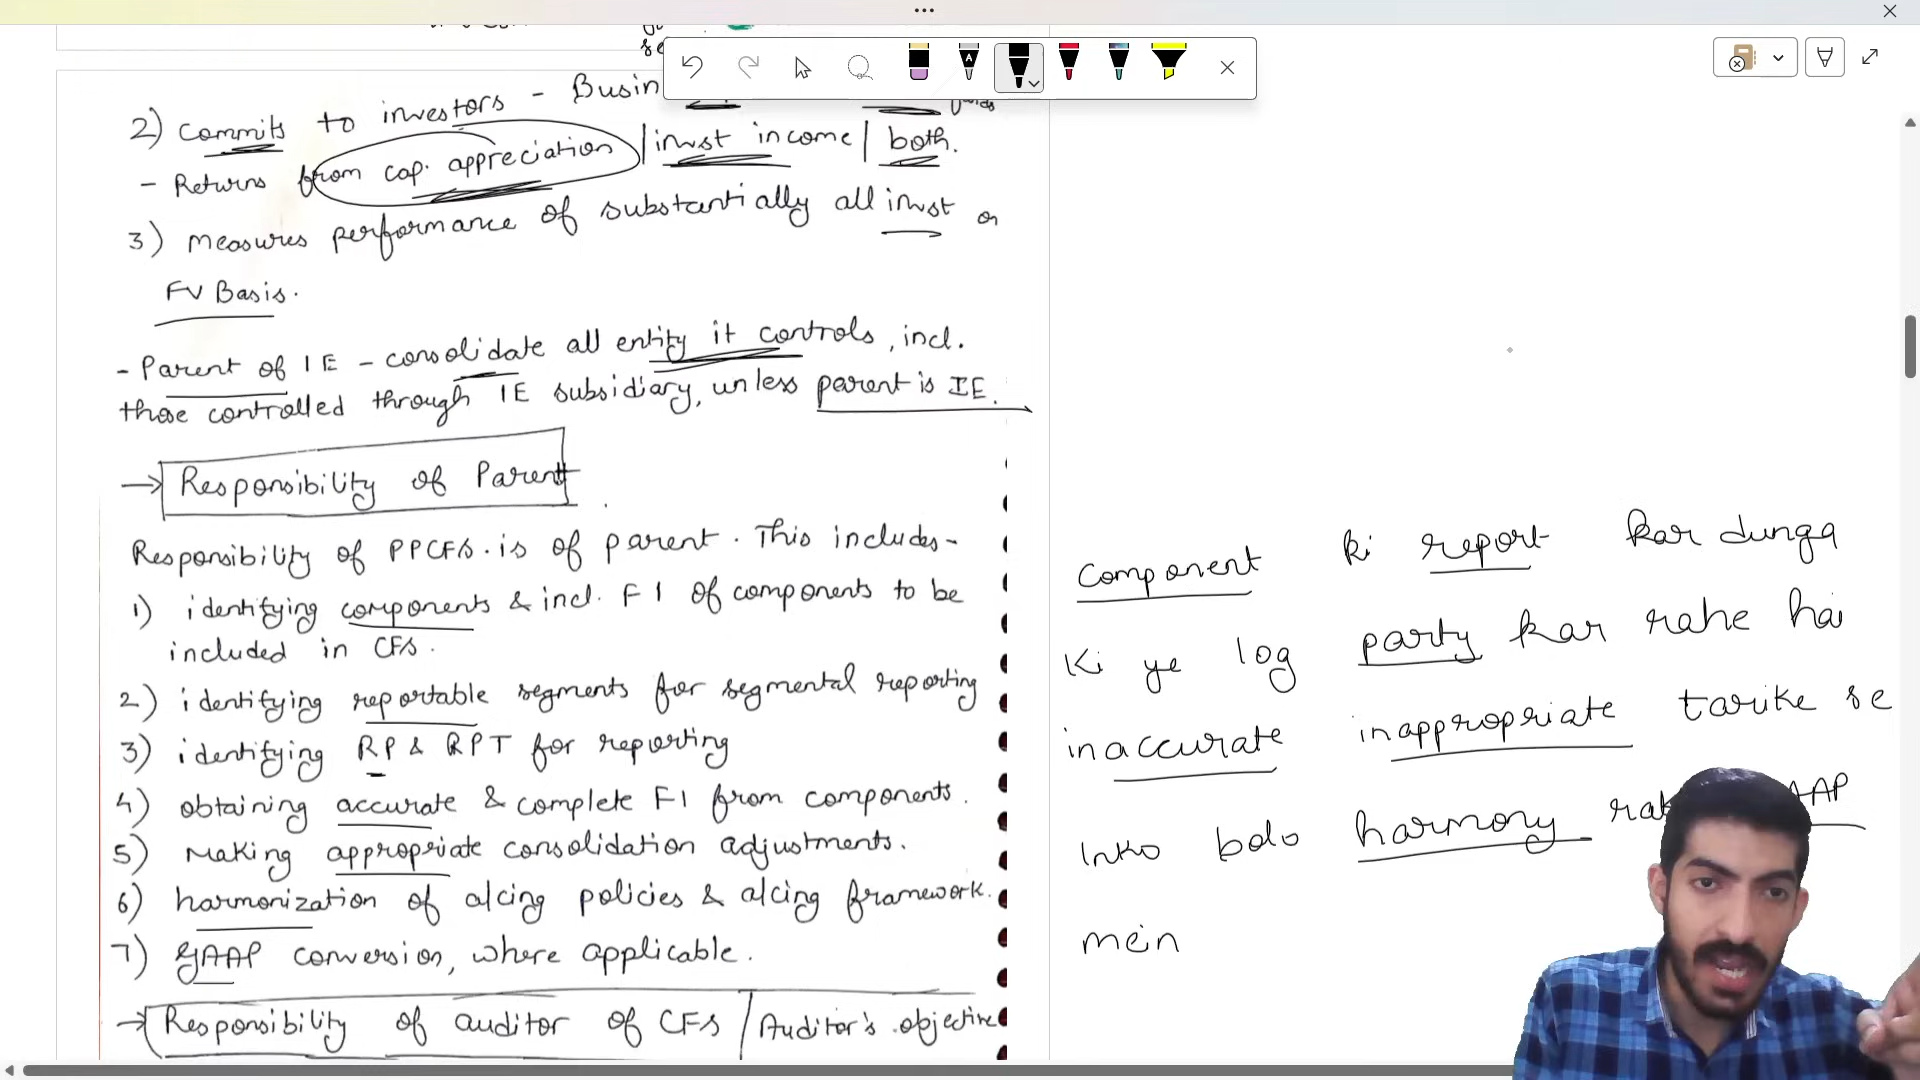 2) commits to investors - Busin
- Returns from cap. appreciation | invst income | both.
3) measures performance of substantially all invst on
FV Basis.
- Parent of IE - consolidate all entity it controls, incl.
those controlled through IE subsidiary, unless parent is IE.
→ Responsibility of Parent
Responsibility of PPCFS. is of parent. This includes-
1) identifying components & incl. FI of components to be
included in CFS.
2) identifying reportable segments for segmental reporting
3) identifying RP & RPT for reporting
4) obtaining accurate & complete FI from components.
5) Making appropriate consolidation adjustments.
6) harmonization of a/cing policies & a/cing framework.
7) GAAP conversion, where applicable.
→ Responsibility of auditor of CFS / Auditor's objective
Component ki report kar dunga
Ki ye log party kar rahe hai
inaccurate inappropriate tarike se
Inko bolo harmony
mein